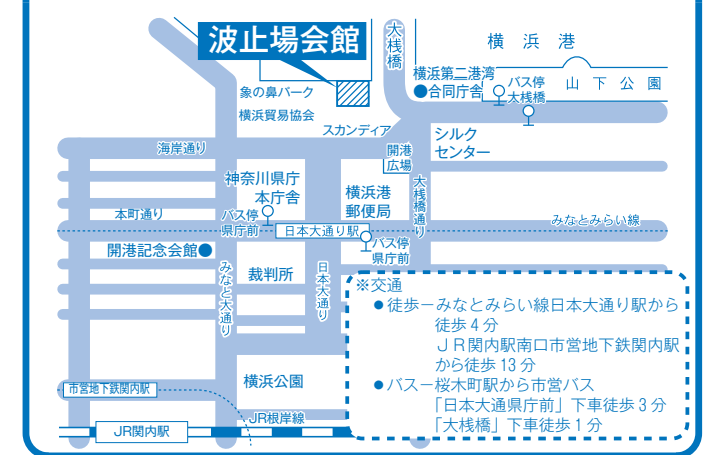 波止場会館
大桟橋
横浜港
横浜第二港湾
●合同庁舎
バス停
大桟橋
山下公園
象の鼻パーク
横浜貿易協会
スカンディア
シルク
センター
海岸通り
開港
広場
神奈川県庁
本庁舎
横浜港
郵便局
大桟橋通り
本町通り
バス停
県庁前
日本大通り駅
みなとみらい線
バス停
県庁前
開港記念会館●
みなと大通り
裁判所
日本大通り
※交通
●徒歩－みなとみらい線日本大通り駅から
徒歩4分
ＪＲ関内駅南口市営地下鉄関内駅
から徒歩13分
●バス－桜木町駅から市営バス
「日本大通県庁前」下車徒歩3分
「大桟橋」下車徒歩1分
横浜公園
市営地下鉄関内駅
JR根岸線
JR関内駅